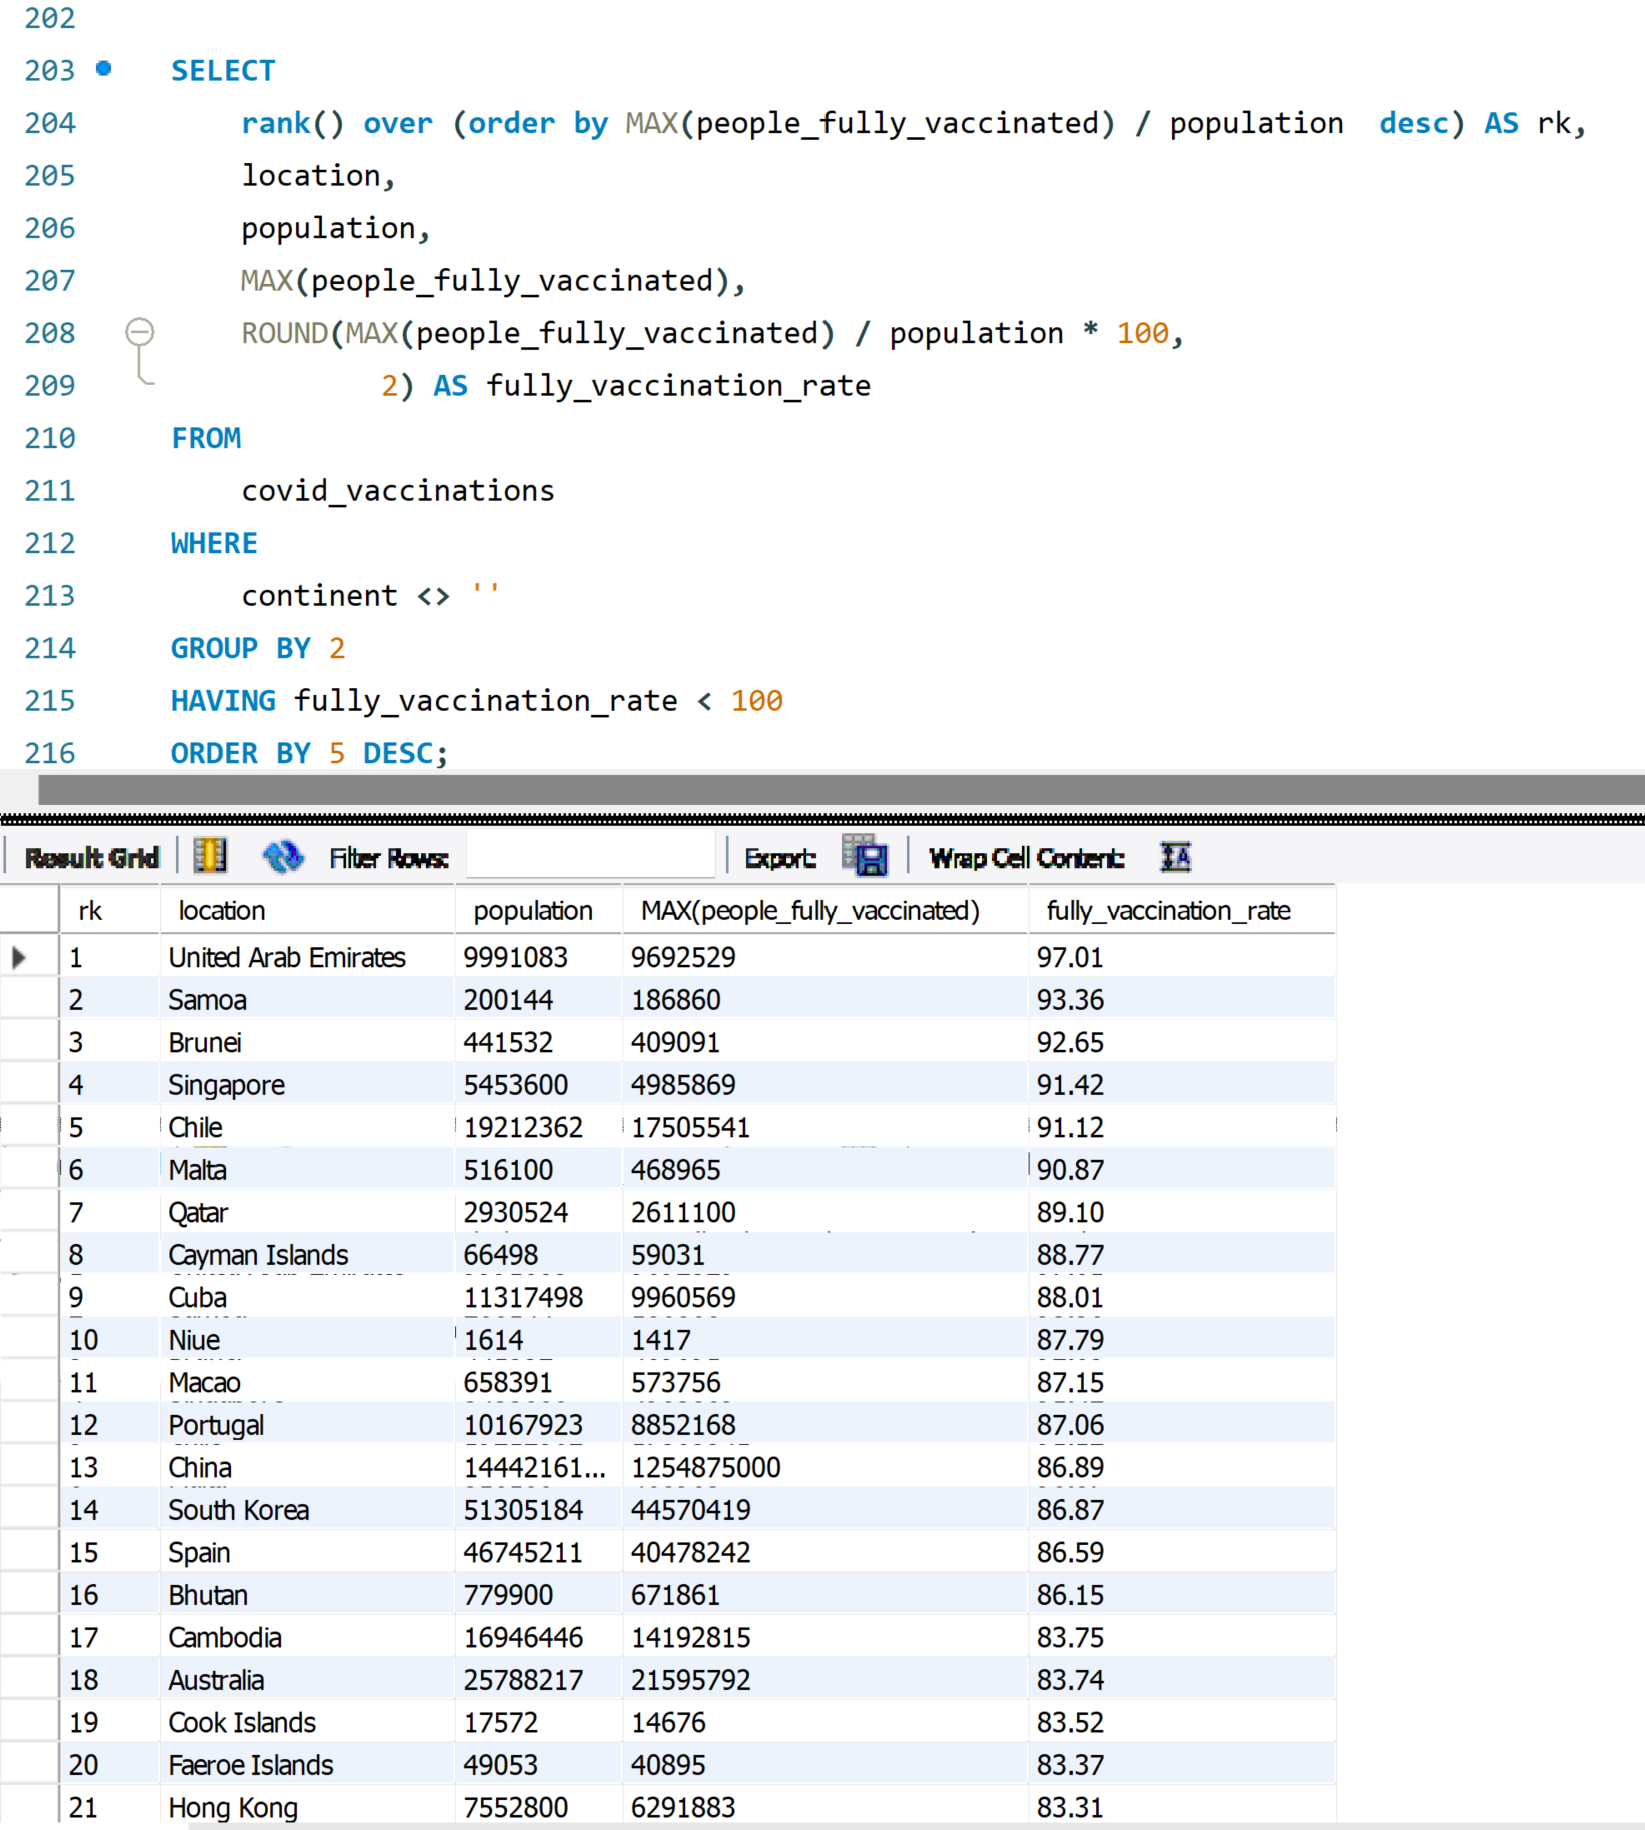 202
203 SELECT
204 rank() over (order by MAX(people_fully_vaccinated) / population desc) AS rk,
205 location,
206 population,
207 MAX(people_fully_vaccinated),
208 ROUND(MAX(people_fully_vaccinated) / population * 100,
209 2) AS fully_vaccination_rate
210 FROM
211 covid_vaccinations
212 WHERE
213 continent <> ''
214 GROUP BY 2
215 HAVING fully_vaccination_rate < 100
216 ORDER BY 5 DESC;
Result Grid Filter Rows: Export: Wrap Cell Content:
rk location population MAX(people_fully_vaccinated) fully_vaccination_rate
1 United Arab Emirates 9991083 9692529 97.01
2 Samoa 200144 186860 93.36
3 Brunei 441532 409091 92.65
4 Singapore 5453600 4985869 91.42
5 Chile 19212362 17505541 91.12
6 Malta 516100 468965 90.87
7 Qatar 2930524 2611100 89.10
8 Cayman Islands 66498 59031 88.77
9 Cuba 11317498 9960569 88.01
10 Niue 1614 1417 87.79
11 Macao 658391 573756 87.15
12 Portugal 10167923 8852168 87.06
13 China 14442161... 1254875000 86.89
14 South Korea 51305184 44570419 86.87
15 Spain 46745211 40478242 86.59
16 Bhutan 779900 671861 86.15
17 Cambodia 16946446 14192815 83.75
18 Australia 25788217 21595792 83.74
19 Cook Islands 17572 14676 83.52
20 Faeroe Islands 49053 40895 83.37
21 Hong Kong 7552800 6291883 83.31